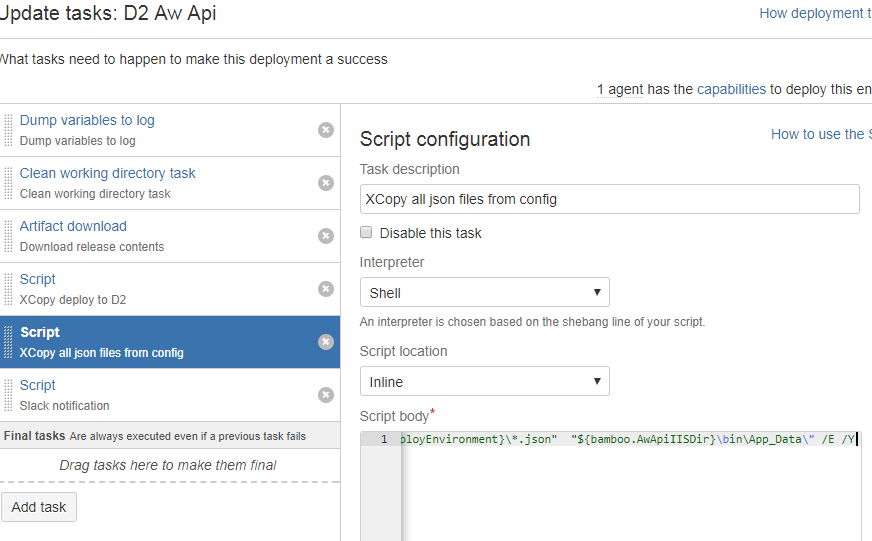 Update tasks: D2 Aw Api
How deployment t
What tasks need to happen to make this deployment a success
1 agent has the capabilities to deploy this en
Dump variables to log
Dump variables to log
Clean working directory task
Clean working directory task
Artifact download
Download release contents
Script
XCopy deploy to D2
Script
XCopy all json files from config
Script
Slack notification
Final tasks Are always executed even if a previous task fails
Drag tasks here to make them final
Add task
Script configuration
How to use the S
Task description
XCopy all json files from config
Disable this task
Interpreter
Shell
An interpreter is chosen based on the shebang line of your script.
Script location
Inline
Script body*
1 ployEnvironment}\*.json" "${bamboo.AwApiIISDir}\bin\App_Data\" /E /Y